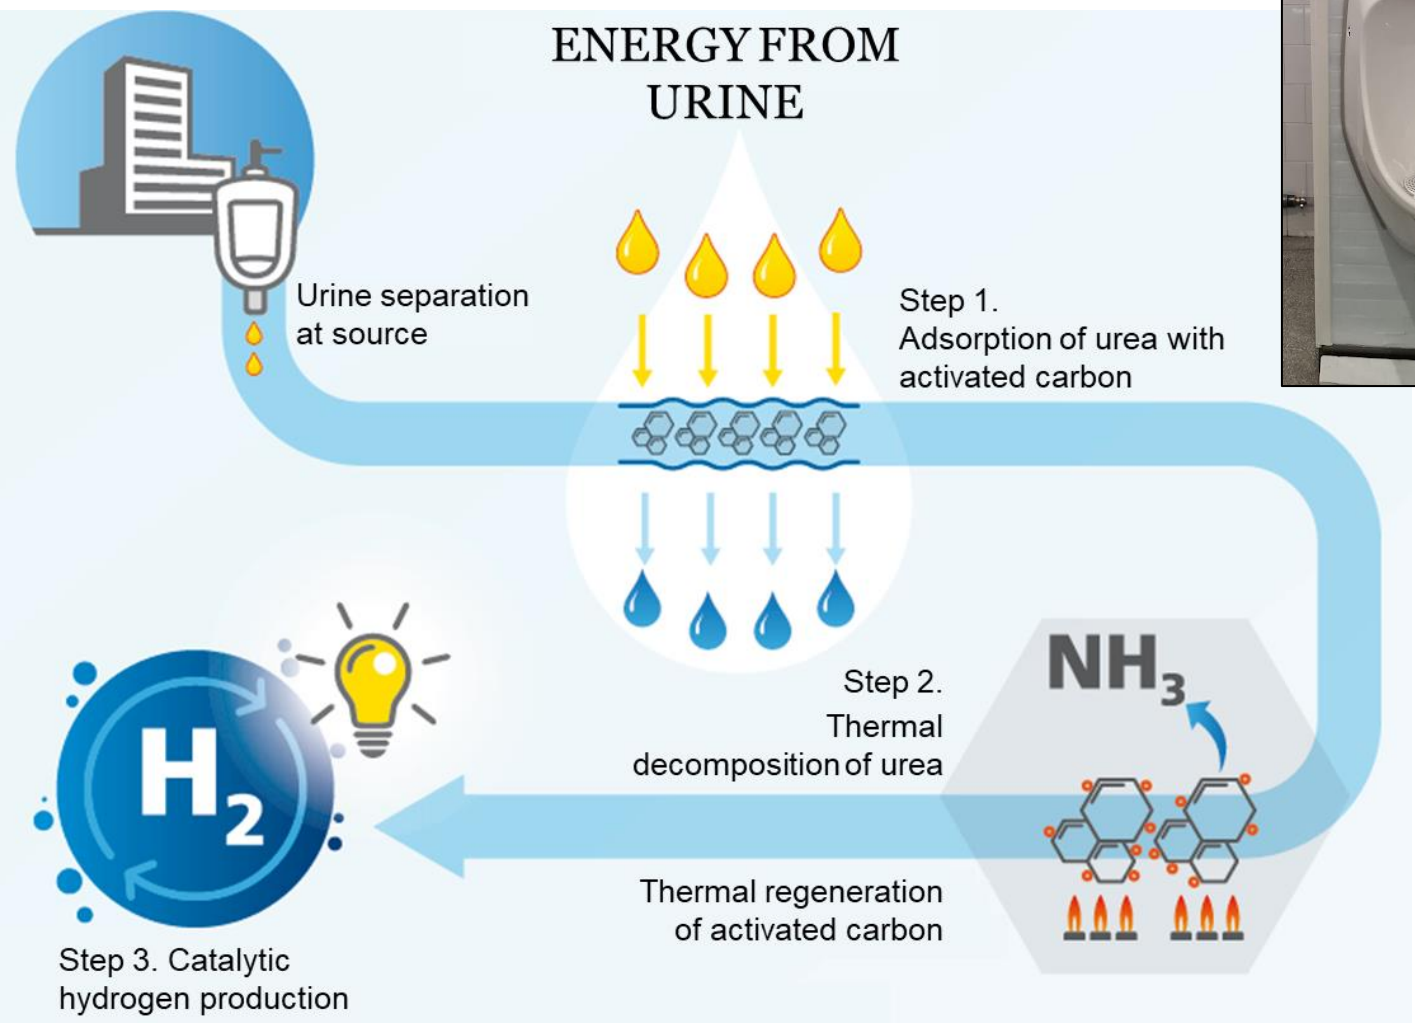 ENERGY FROM
URINE
Urine separation
at source
Step 1.
Adsorption of urea with
activated carbon
Step 2.
Thermal
decomposition of urea
NH₃
Thermal regeneration
of activated carbon
H₂
Step 3. Catalytic
hydrogen production